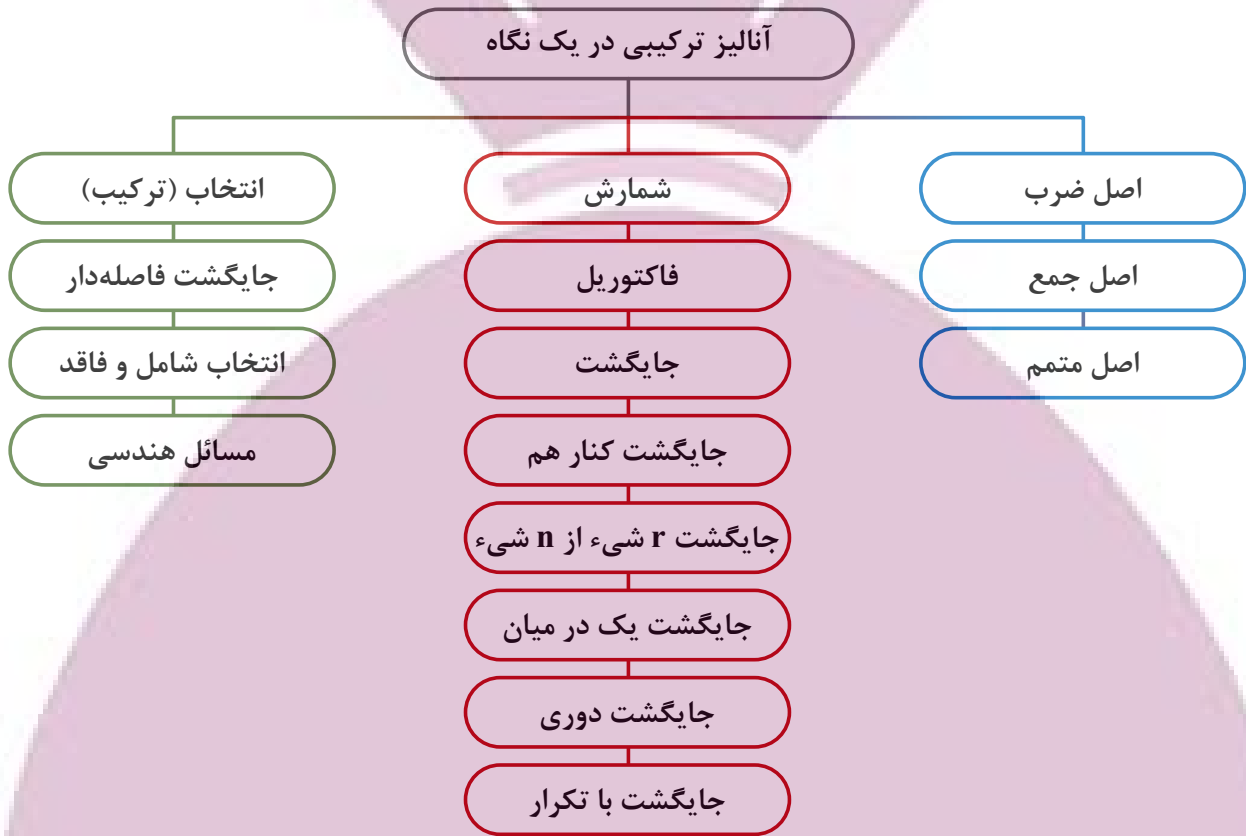 آنالیز ترکیبی در یک نگاه
اصل ضرب
اصل جمع
اصل متمم
شمارش
فاکتوریل
جایگشت
جایگشت کنار هم
جایگشت r شیء از n شیء
جایگشت یک در میان
جایگشت دوری
جایگشت با تکرار
انتخاب (ترکیب)
جایگشت فاصله‌دار
انتخاب شامل و فاقد
مسائل هندسی